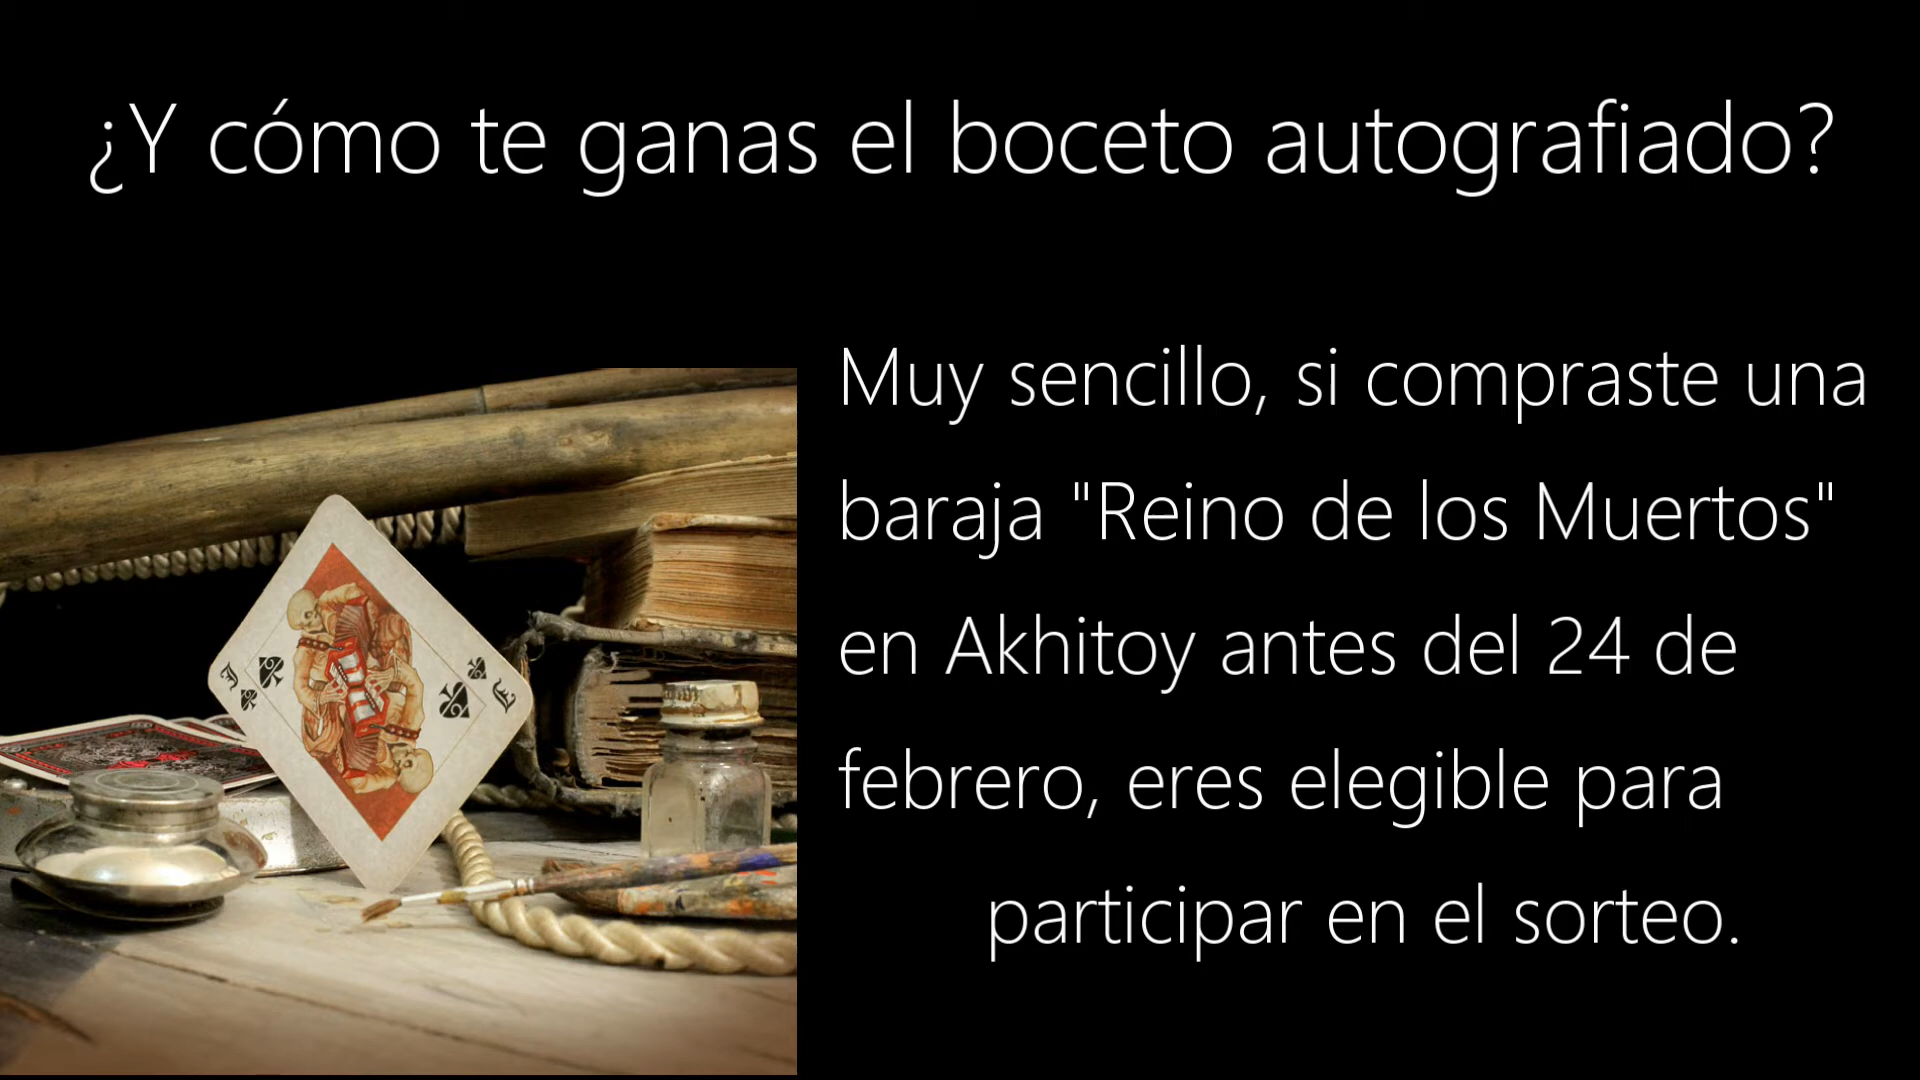 ¿Y cómo te ganas el boceto autografiado?
Muy sencillo, si compraste una
baraja "Reino de los Muertos"
en Akhitoy antes del 24 de
febrero, eres elegible para
participar en el sorteo.